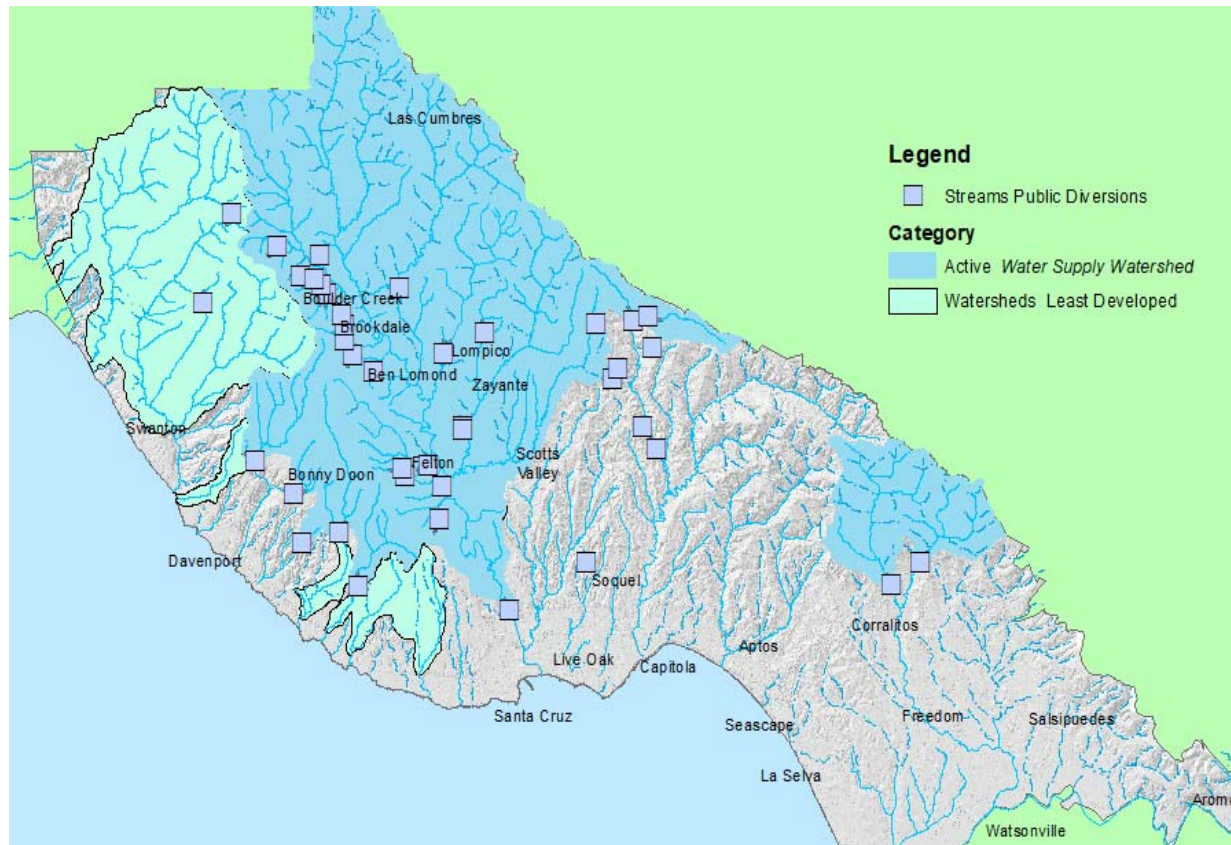 Las Cumbres
Legend
Streams Public Diversions
Category
Active Water Supply Watershed
Watersheds Least Developed
Boulder Creek
Brookdale
Lompico
Ben Lomond
Zayante
Swanton
Scotts
Valley
Felton
Bonny Doon
Davenport
Soquel
Corralitos
Live Oak
Capitola
Aptos
Santa Cruz
Seascape
Freedom
Salsipuedes
La Selva
Aroma
Watsonville